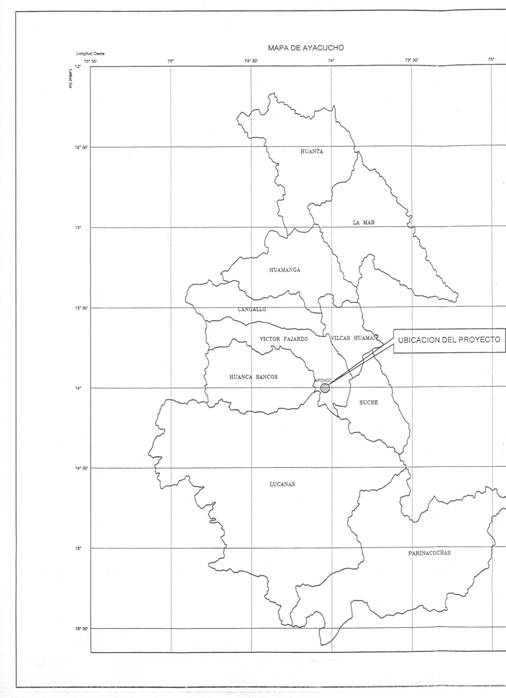 MAPA DE AYACUCHO
Longitud Oeste
75° 30'
75°
74° 30'
74°
73° 30'
73°
12°
12° 30'
HUANTA
LA MAR
13°
HUAMANGA
13° 30'
CANGALLO
VICTOR FAJARDO
VILCAS HUAMAN
UBICACION DEL PROYECTO
HUANCA SANCOS
14°
SUCRE
14° 30'
LUCANAS
15°
PARINACOCHAS
15° 30'